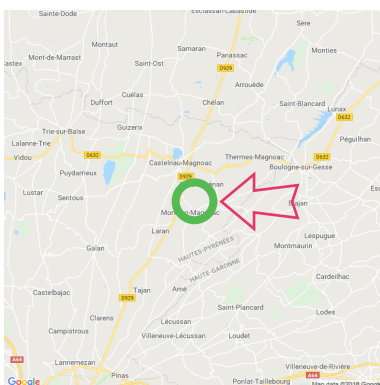 Esclassan-Labastide
Sainte-Dode
Sère
Montaut
Samaran
Panassac
Monties
Mont-de-Marrast
Saint-Ost
D929
Arrouède
Cuélas
Duffort
Chélan
Saint-Blancard
Lunax
D632
Guizerix
Trie-sur-Baïse
Péguilhan
Lalanne-Trie
Vidou
D632
Castelnau-Magnoac
Thermes-Magnoac
D632
Boulogne-sur-Gesse
Puydarrieux
D929
Lustar
Sentous
Laran
Lespugue
Montmaurin
HAUTES-PYRÉNÉES
HAUTE-GARONNE
Galan
Cardeilhac
Castelbajac
Tajan
Arné
D929
Saint-Plancard
Lodes
Clarens
Lécussan
Campistrous
Villeneuve-Lécussan
Loudet
A64
Lannemezan
Villeneuve-de-Rivière
Pinas
A64
Google
Ponlat-Taillebourg
Map data ©2018 Google